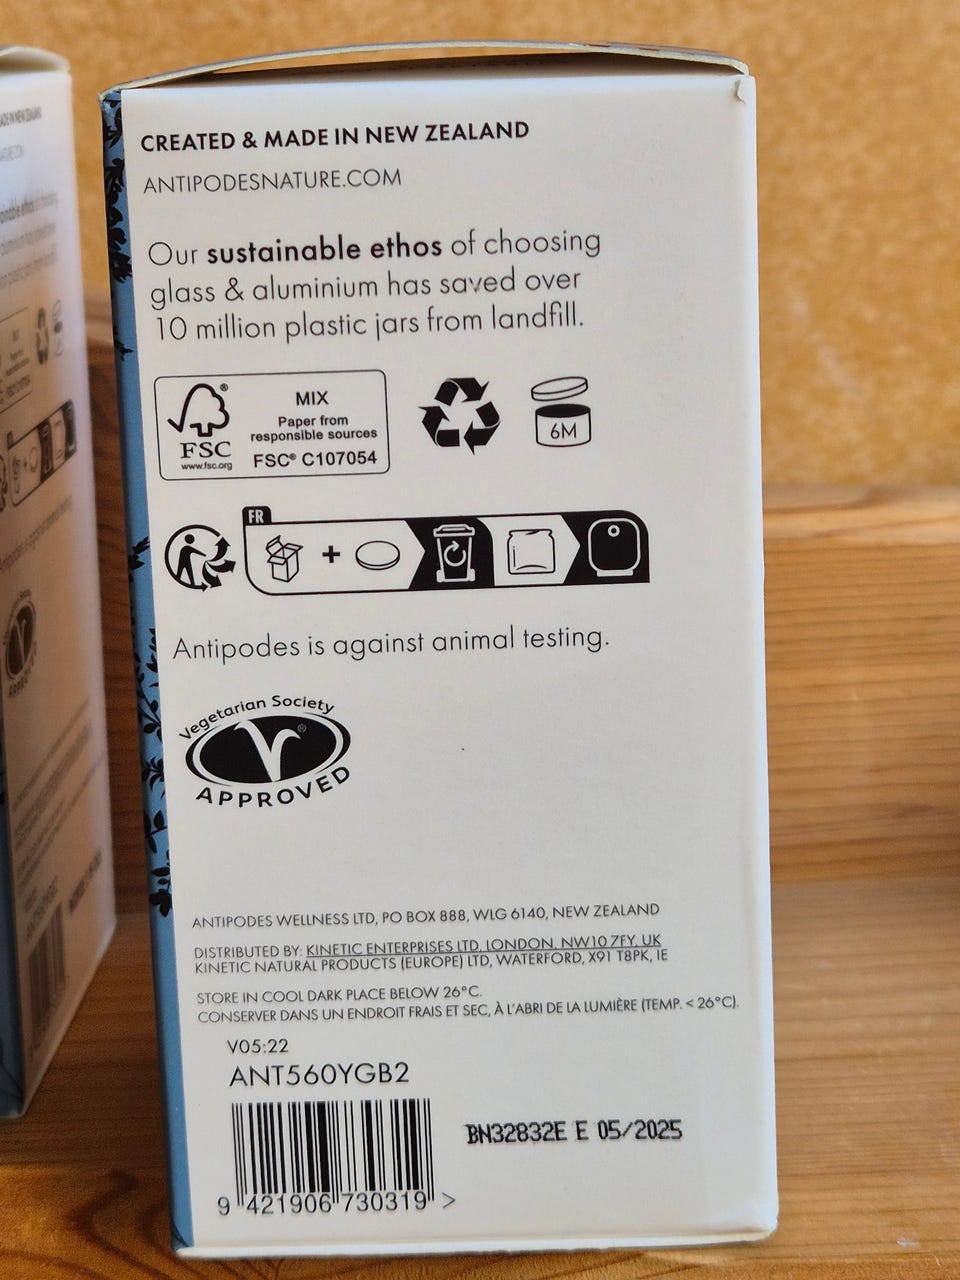 CREATED & MADE IN NEW ZEALAND
ANTIPODESNATURE.COM
Our sustainable ethos of choosing
glass & aluminium has saved over
10 million plastic jars from landfill.
FSC®
www.fsc.org
MIX
Paper from
responsible sources
FSC® C107054
6M
FR
Antipodes is against animal testing.
Vegetarian Society
V®
APPROVED
ANTIPODES WELLNESS LTD, PO BOX 888, WLG 6140, NEW ZEALAND
DISTRIBUTED BY: KINETIC ENTERPRISES LTD, LONDON, NW10 7FY, UK
KINETIC NATURAL PRODUCTS (EUROPE) LTD, WATERFORD, X91 T8PK, IE
STORE IN COOL DARK PLACE BELOW 26°C.
CONSERVER DANS UN ENDROIT FRAIS ET SEC, À L'ABRI DE LA LUMIÈRE (TEMP. < 26°C).
V05:22
ANT560YGB2
BN32832E E 05/2025
9 421906 730319 >